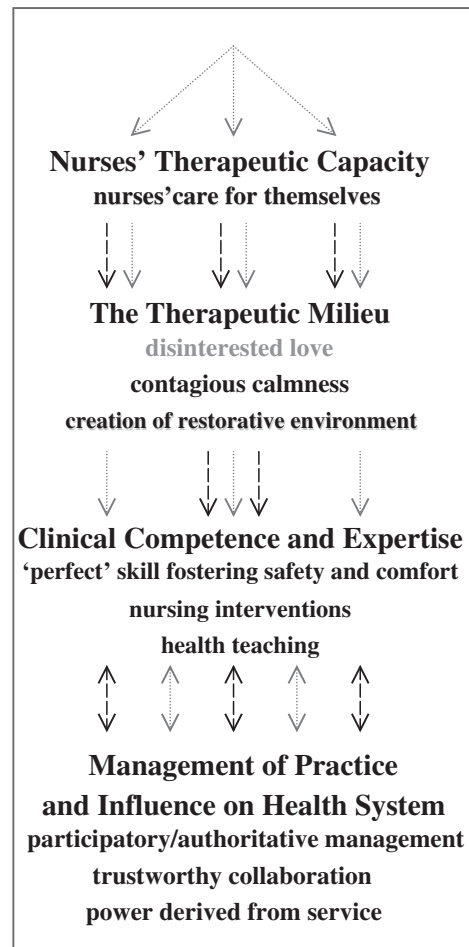 Nurses’ Therapeutic Capacity
nurses’care for themselves
The Therapeutic Milieu
disinterested love
contagious calmness
creation of restorative environment
Clinical Competence and Expertise
‘perfect’ skill fostering safety and comfort
nursing interventions
health teaching
Management of Practice
and Influence on Health System
participatory/authoritative management
trustworthy collaboration
power derived from service